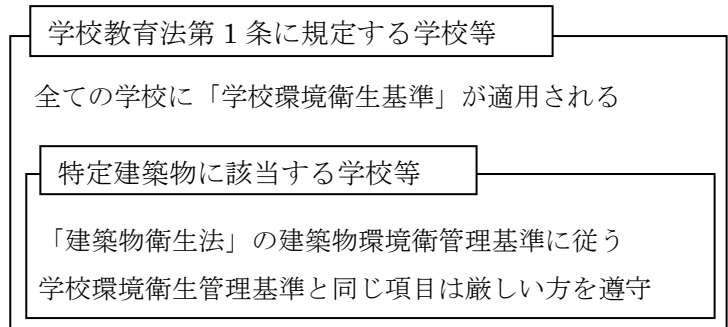 学校教育法第1条に規定する学校等
全ての学校に「学校環境衛生基準」が適用される
特定建築物に該当する学校等
「建築物衛生法」の建築物環境衛管理基準に従う
学校環境衛生管理基準と同じ項目は厳しい方を遵守